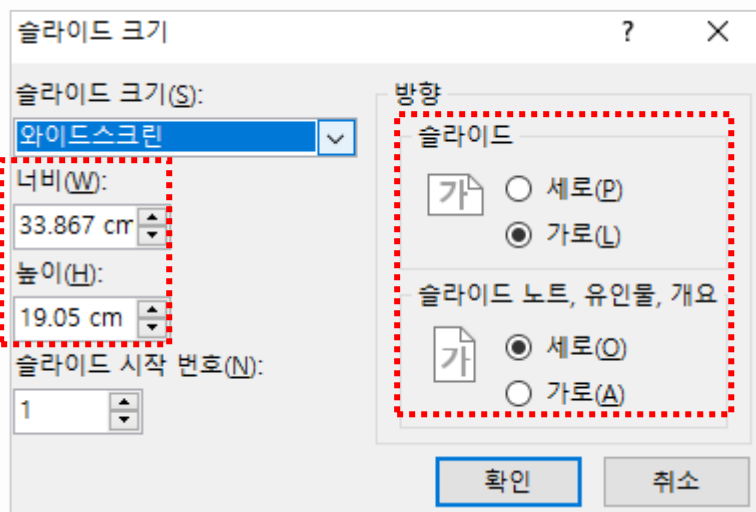 슬라이드 크기 ? ×
슬라이드 크기(S):
와이드스크린
너비(W):
33.867 cm
높이(H):
19.05 cm
슬라이드 시작 번호(N):
1
방향
슬라이드
가
세로(P)
가로(L)
슬라이드 노트, 유인물, 개요
가
세로(O)
가로(A)
확인
취소